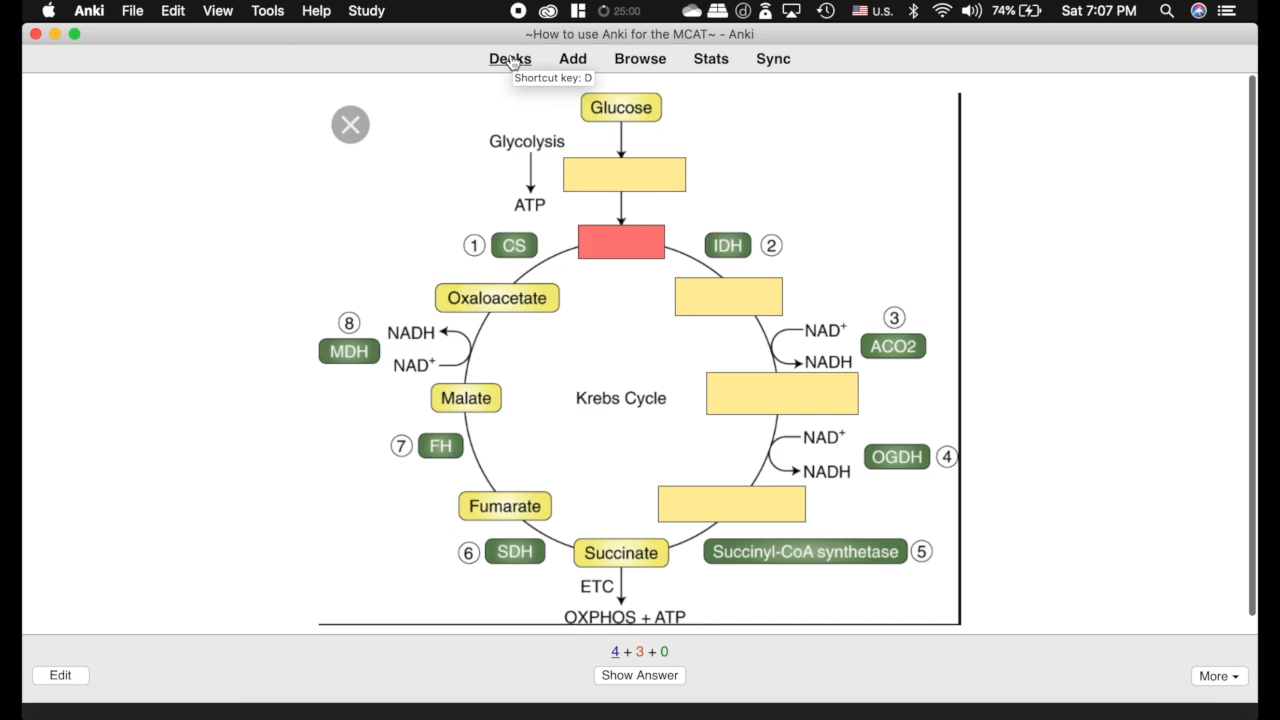 Anki File Edit View Tools Help Study 25:00 U.S. 74% Sat 7:07 PM
~How to use Anki for the MCAT~ - Anki
Decks Add Browse Stats Sync
Shortcut key: D
Glucose
Glycolysis
ATP
1 CS IDH 2
Oxaloacetate
8 NADH NAD+ 3
MDH NAD+ NADH ACO2
Malate Krebs Cycle
7 FH NAD+ NADH OGDH 4
Fumarate
6 SDH Succinate Succinyl-CoA synthetase 5
ETC
OXPHOS + ATP
4 + 3 + 0
Edit Show Answer More